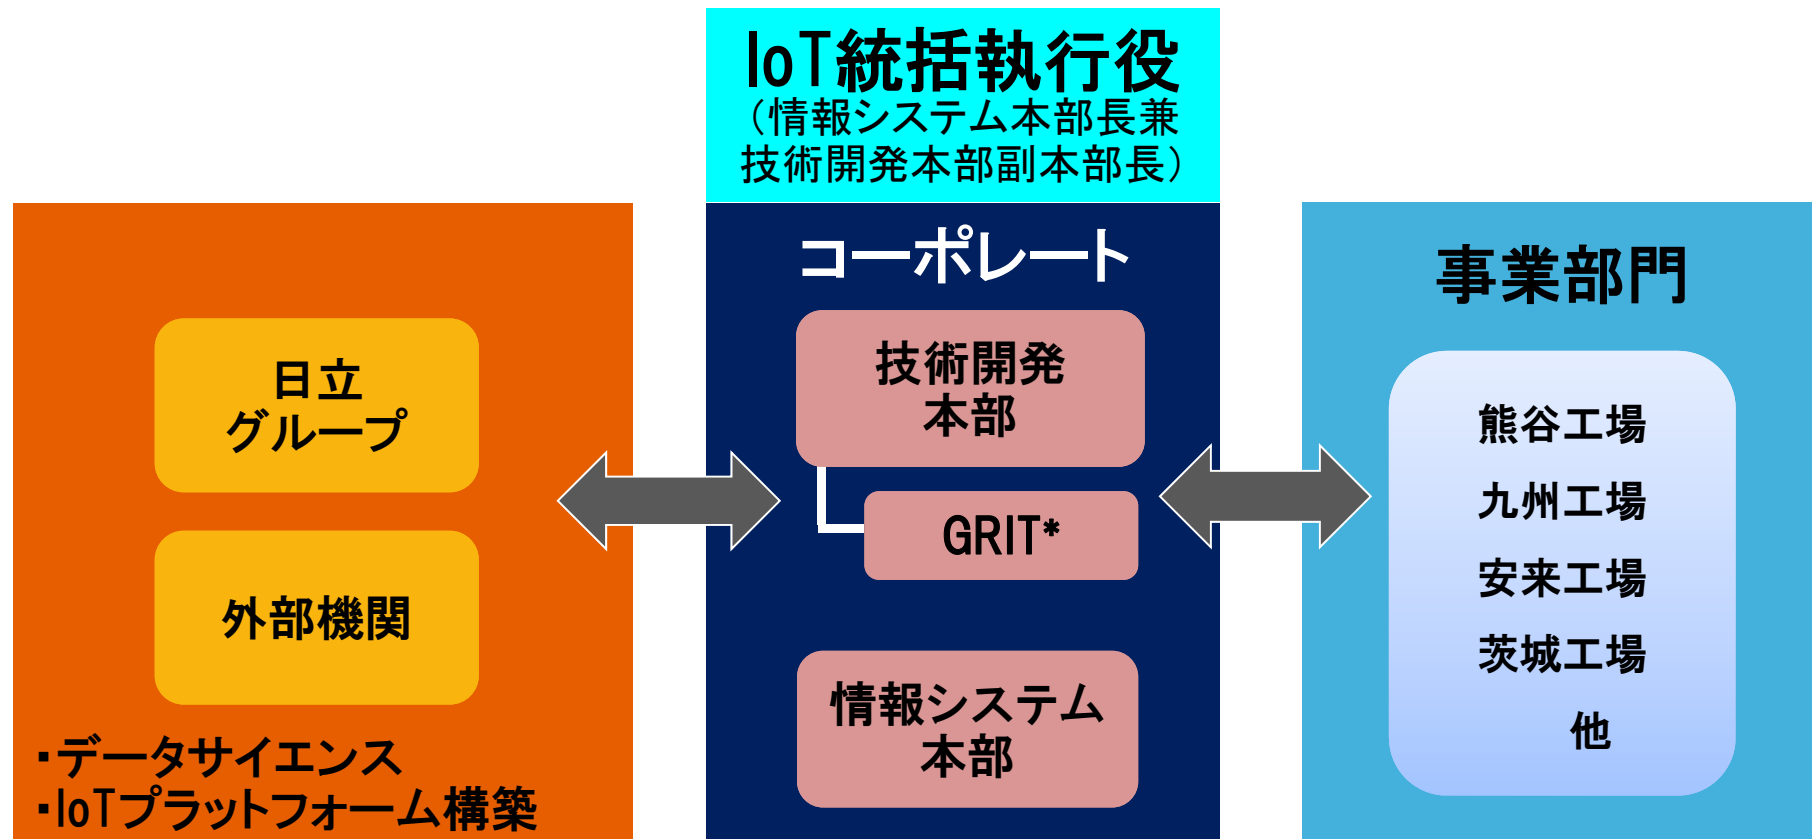 IoT統括執行役
（情報システム本部長兼
技術開発本部副本部長）
日立
グループ
外部機関
・データサイエンス
・IoTプラットフォーム構築
コーポレート
技術開発
本部
GRIT*
情報システム
本部
事業部門
熊谷工場
九州工場
安来工場
茨城工場
他